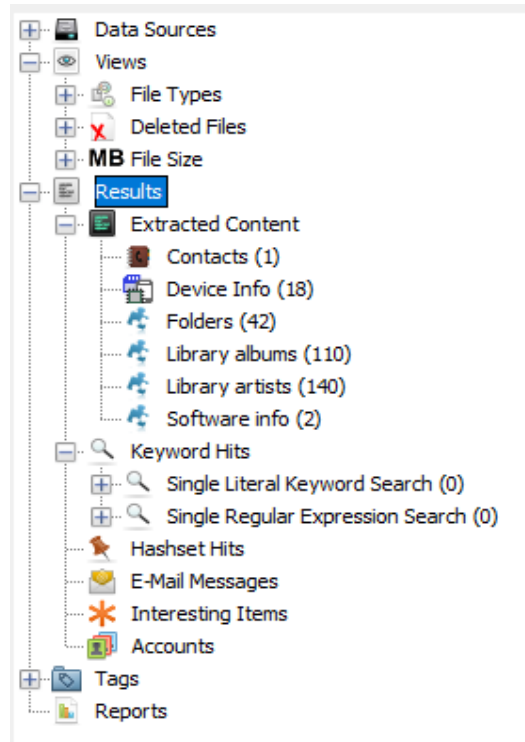 Data Sources
Views
File Types
Deleted Files
MB File Size
Results
Extracted Content
Contacts (1)
Device Info (18)
Folders (42)
Library albums (110)
Library artists (140)
Software info (2)
Keyword Hits
Single Literal Keyword Search (0)
Single Regular Expression Search (0)
Hashset Hits
E-Mail Messages
Interesting Items
Accounts
Tags
Reports